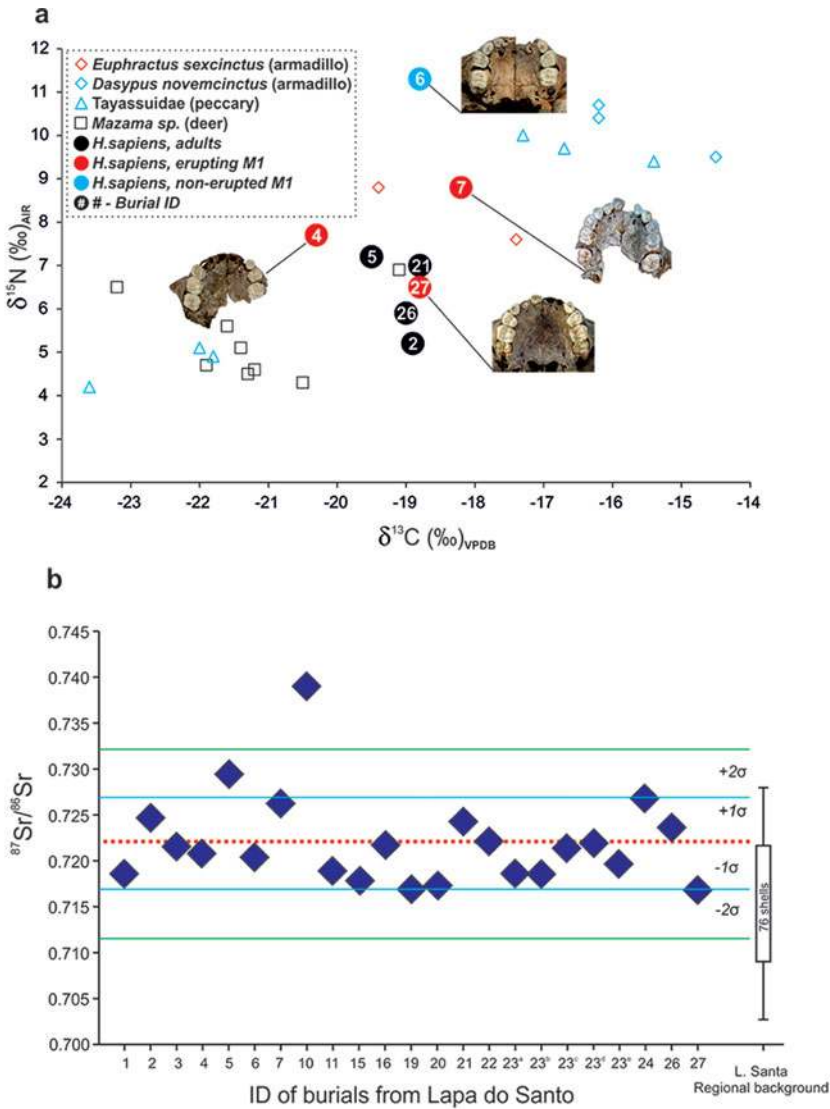 a
12
11
10
9
8
7
6
5
4
3
2
δ¹⁵N (‰)AIR
Euphractus sexcinctus (armadillo)
Dasypus novemcinctus (armadillo)
Tayassuidae (peccary)
Mazama sp. (deer)
H.sapiens, adults
H.sapiens, erupting M1
H.sapiens, non-erupted M1
# # - Burial ID
6
7
4
5
21
27
26
2
-24 -23 -22 -21 -20 -19 -18 -17 -16 -15 -14
δ¹³C (‰)VPDB
b
0.745
0.740
0.735
0.730
0.725
0.720
0.715
0.710
0.705
0.700
⁸⁷Sr/⁸⁶Sr
+2σ
+1σ
-1σ
-2σ
76 shells
1 2 3 4 5 6 7 10 11 15 16 19 20 21 22 23ᵃ 23ᵇ 23ᶜ 23ᵈ 23ᵉ 24 26 27
ID of burials from Lapa do Santo
L. Santa
Regional background